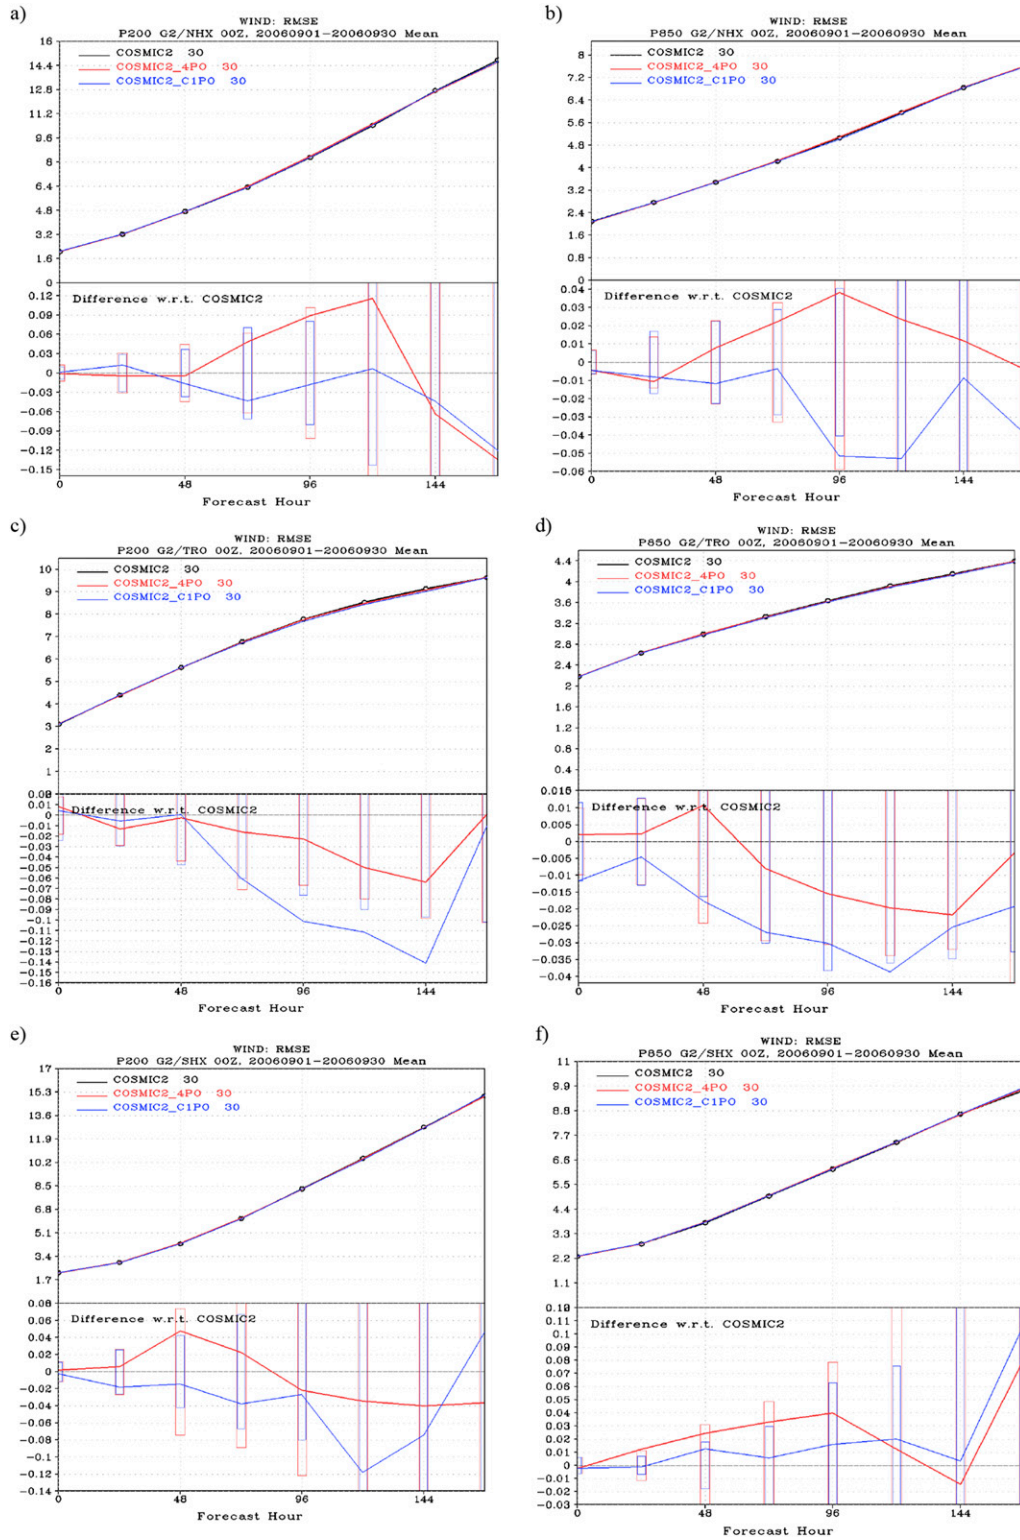 a)
WIND: RMSE
P200 G2/NHX 00Z, 20060901-20060930 Mean
16
14.4
12.8
11.2
9.6
8
6.4
4.8
3.2
1.6
0
COSMIC2 30
COSMIC2_4PO 30
COSMIC2_C1PO 30
Difference w.r.t. COSMIC2
0.12
0.09
0.06
0.03
0
-0.03
-0.06
-0.09
-0.12
-0.15
0 48 96 144
Forecast Hour
b)
WIND: RMSE
P850 G2/NHX 00Z, 20060901-20060930 Mean
8
7.2
6.4
5.6
4.8
4
3.2
2.4
1.6
0.8
0
COSMIC2 30
COSMIC2_4PO 30
COSMIC2_C1PO 30
Difference w.r.t. COSMIC2
0.04
0.03
0.02
0.01
0
-0.01
-0.02
-0.03
-0.04
-0.05
-0.06
0 48 96 144
Forecast Hour
c)
WIND: RMSE
P200 G2/TRO 00Z, 20060901-20060930 Mean
10
9
8
7
6
5
4
3
2
1
COSMIC2 30
COSMIC2_4PO 30
COSMIC2_C1PO 30
Difference w.r.t. COSMIC2
0.01
0
-0.01
-0.03
-0.04
-0.05
-0.06
-0.07
-0.08
-0.09
-0.1
-0.11
-0.12
-0.13
-0.14
-0.16
0 48 96 144
Forecast Hour
d)
WIND: RMSE
P850 G2/TRO 00Z, 20060901-20060930 Mean
4.4
4
3.6
3.2
2.8
2.4
2
1.6
1.2
0.8
0.4
COSMIC2 30
COSMIC2_4PO 30
COSMIC2_C1PO 30
Difference w.r.t. COSMIC2
0.005
0
-0.005
-0.01
-0.015
-0.02
-0.025
-0.03
-0.035
-0.04
0 48 96 144
Forecast Hour
e)
WIND: RMSE
P200 G2/SHX 00Z, 20060901-20060930 Mean
17
15.3
13.6
11.9
10.2
8.5
6.8
5.1
3.4
1.7
COSMIC2 30
COSMIC2_4PO 30
COSMIC2_C1PO 30
Difference w.r.t. COSMIC2
0.04
0.02
0
-0.02
-0.04
-0.06
-0.08
-0.1
-0.12
-0.14
0 48 96 144
Forecast Hour
f)
WIND: RMSE
P850 G2/SHX 00Z, 20060901-20060930 Mean
11
9.9
8.8
7.7
6.6
5.5
4.4
3.3
2.2
1.1
COSMIC2 30
COSMIC2_4PO 30
COSMIC2_C1PO 30
Difference w.r.t. COSMIC2
0.1
0.09
0.08
0.07
0.06
0.05
0.04
0.03
0.02
0.01
0
-0.01
-0.02
-0.03
0 48 96 144
Forecast Hour